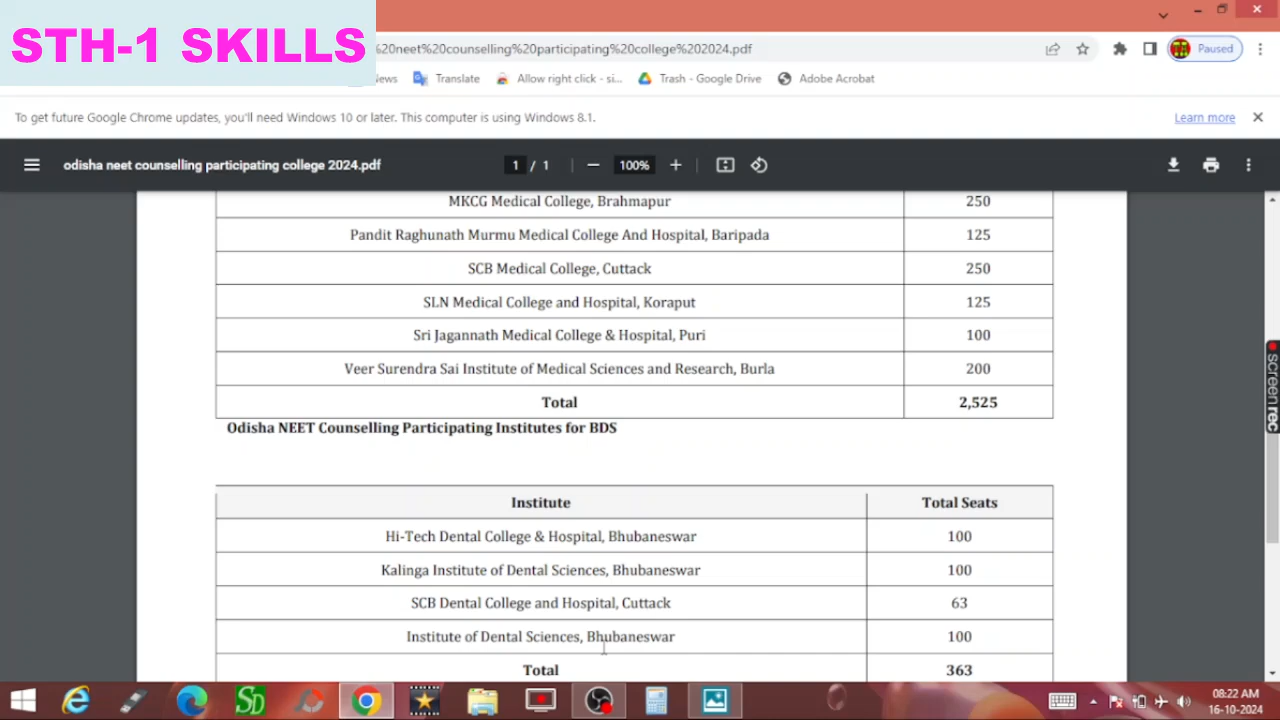 STH-1 SKILLS
%20neet%20counselling%20participating%20college%202024.pdf
Paused
News
Translate
Allow right click - si...
Trash - Google Drive
Adobe Acrobat
To get future Google Chrome updates, you'll need Windows 10 or later. This computer is using Windows 8.1.
Learn more
odisha neet counselling participating college 2024.pdf
1 / 1
100%
MKCG Medical College, Brahmapur 250
Pandit Raghunath Murmu Medical College And Hospital, Baripada 125
SCB Medical College, Cuttack 250
SLN Medical College and Hospital, Koraput 125
Sri Jagannath Medical College & Hospital, Puri 100
Veer Surendra Sai Institute of Medical Sciences and Research, Burla 200
Total 2,525
Odisha NEET Counselling Participating Institutes for BDS
Institute Total Seats
Hi-Tech Dental College & Hospital, Bhubaneswar 100
Kalinga Institute of Dental Sciences, Bhubaneswar 100
SCB Dental College and Hospital, Cuttack 63
Institute of Dental Sciences, Bhubaneswar 100
Total 363
screenrec
SD
08:22 AM
16-10-2024